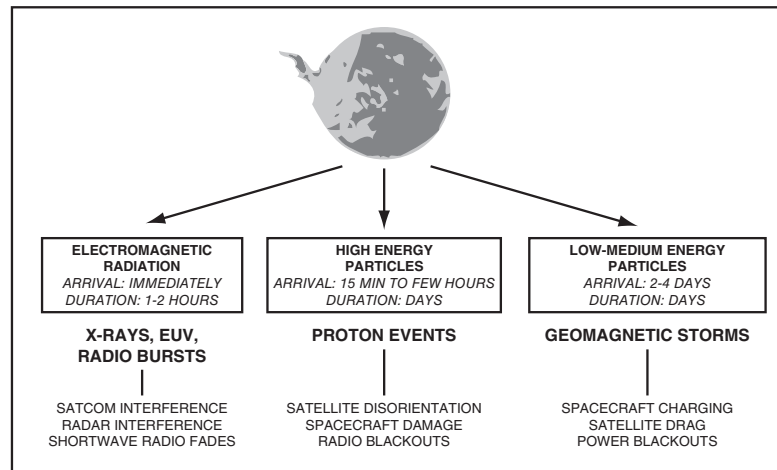 ELECTROMAGNETIC
RADIATION
ARRIVAL: IMMEDIATELY
DURATION: 1-2 HOURS
X-RAYS, EUV,
RADIO BURSTS
SATCOM INTERFERENCE
RADAR INTERFERENCE
SHORTWAVE RADIO FADES
HIGH ENERGY
PARTICLES
ARRIVAL: 15 MIN TO FEW HOURS
DURATION: DAYS
PROTON EVENTS
SATELLITE DISORIENTATION
SPACECRAFT DAMAGE
RADIO BLACKOUTS
LOW-MEDIUM ENERGY
PARTICLES
ARRIVAL: 2-4 DAYS
DURATION: DAYS
GEOMAGNETIC STORMS
SPACECRAFT CHARGING
SATELLITE DRAG
POWER BLACKOUTS